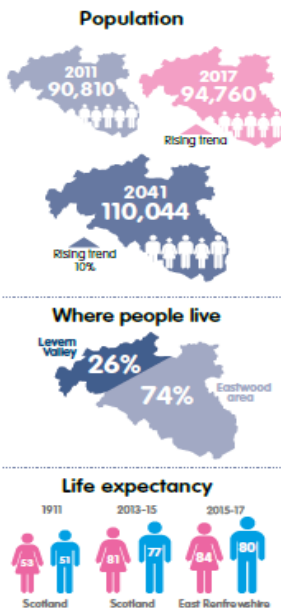 Population
2011
90,810
2017
94,760
Rising trend
2041
110,044
Rising trend
10%
Where people live
Levern
Valley
26%
74%
Eastwood
area
Life expectancy
1911
2013-15
2015-17
53
51
81
77
84
80
Scotland
Scotland
East Renfrewshire